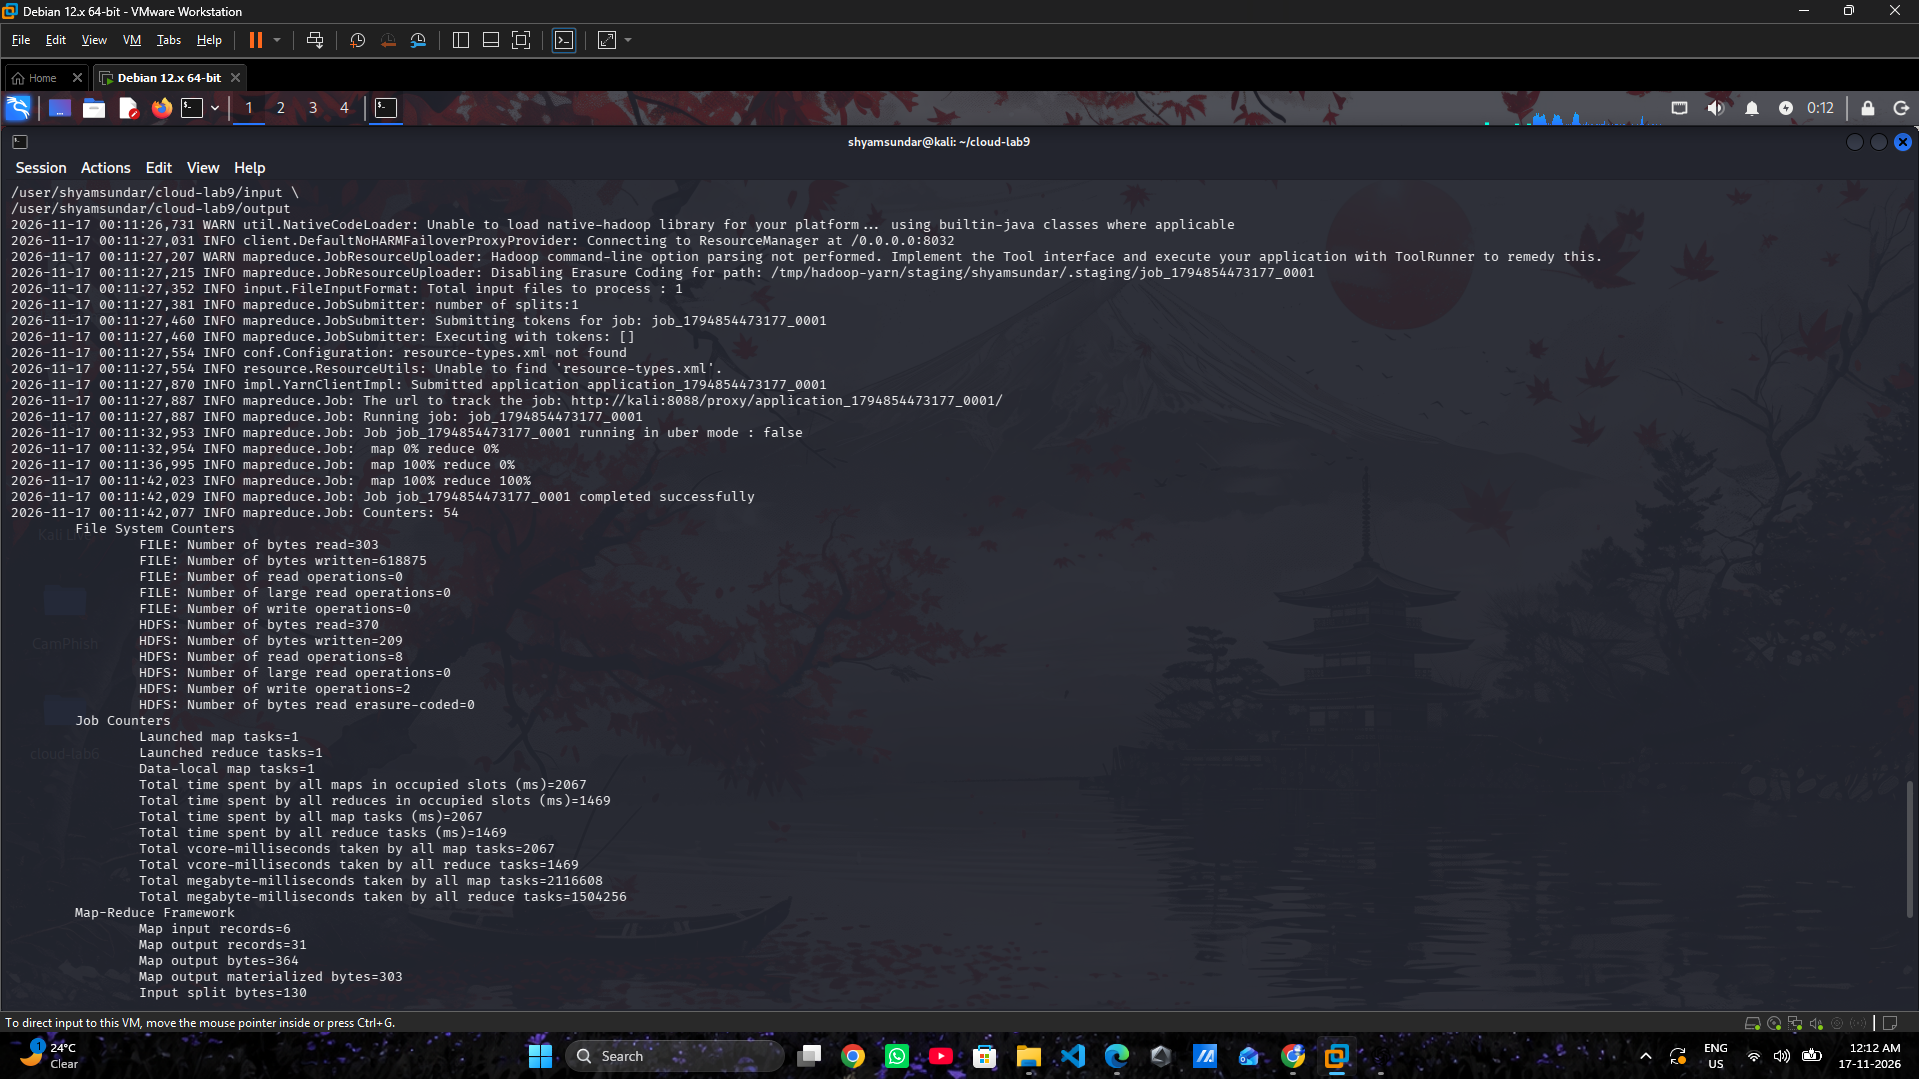 Debian 12.x 64-bit - VMware Workstation
File Edit View VM Tabs Help
Home Debian 12.x 64-bit
1 2 3 4 0:12
shyamsundar@kali: ~/cloud-lab9
Session Actions Edit View Help
/user/shyamsundar/cloud-lab9/input \
/user/shyamsundar/cloud-lab9/output
2026-11-17 00:11:26,731 WARN util.NativeCodeLoader: Unable to load native-hadoop library for your platform... using builtin-java classes where applicable
2026-11-17 00:11:27,031 INFO client.DefaultNoHARMFailoverProxyProvider: Connecting to ResourceManager at /0.0.0.0:8032
2026-11-17 00:11:27,207 WARN mapreduce.JobResourceUploader: Hadoop command-line option parsing not performed. Implement the Tool interface and execute your application with ToolRunner to remedy this.
2026-11-17 00:11:27,215 INFO mapreduce.JobResourceUploader: Disabling Erasure Coding for path: /tmp/hadoop-yarn/staging/shyamsundar/.staging/job_1794854473177_0001
2026-11-17 00:11:27,352 INFO input.FileInputFormat: Total input files to process : 1
2026-11-17 00:11:27,381 INFO mapreduce.JobSubmitter: number of splits:1
2026-11-17 00:11:27,460 INFO mapreduce.JobSubmitter: Submitting tokens for job: job_1794854473177_0001
2026-11-17 00:11:27,460 INFO mapreduce.JobSubmitter: Executing with tokens: []
2026-11-17 00:11:27,554 INFO conf.Configuration: resource-types.xml not found
2026-11-17 00:11:27,554 INFO resource.ResourceUtils: Unable to find 'resource-types.xml'.
2026-11-17 00:11:27,870 INFO impl.YarnClientImpl: Submitted application application_1794854473177_0001
2026-11-17 00:11:27,887 INFO mapreduce.Job: The url to track the job: http://kali:8088/proxy/application_1794854473177_0001/
2026-11-17 00:11:27,887 INFO mapreduce.Job: Running job: job_1794854473177_0001
2026-11-17 00:11:32,953 INFO mapreduce.Job: Job job_1794854473177_0001 running in uber mode : false
2026-11-17 00:11:32,954 INFO mapreduce.Job:  map 0% reduce 0%
2026-11-17 00:11:36,995 INFO mapreduce.Job:  map 100% reduce 0%
2026-11-17 00:11:42,023 INFO mapreduce.Job:  map 100% reduce 100%
2026-11-17 00:11:42,029 INFO mapreduce.Job: Job job_1794854473177_0001 completed successfully
2026-11-17 00:11:42,077 INFO mapreduce.Job: Counters: 54
File System Counters
Kali Li
FILE: Number of bytes read=303
FILE: Number of bytes written=618875
FILE: Number of read operations=0
FILE: Number of large read operations=0
FILE: Number of write operations=0
HDFS: Number of bytes read=370
HDFS: Number of bytes written=209
CamPhish
HDFS: Number of read operations=8
HDFS: Number of large read operations=0
HDFS: Number of write operations=2
HDFS: Number of bytes read erasure-coded=0
Job Counters
Launched map tasks=1
Launched reduce tasks=1
cloud-lab6
Data-local map tasks=1
Total time spent by all maps in occupied slots (ms)=2067
Total time spent by all reduces in occupied slots (ms)=1469
Total time spent by all map tasks (ms)=2067
Total time spent by all reduce tasks (ms)=1469
Total vcore-milliseconds taken by all map tasks=2067
Total vcore-milliseconds taken by all reduce tasks=1469
Total megabyte-milliseconds taken by all map tasks=2116608
Total megabyte-milliseconds taken by all reduce tasks=1504256
Map-Reduce Framework
Map input records=6
Map output records=31
Map output bytes=364
Map output materialized bytes=303
Input split bytes=130
To direct input to this VM, move the mouse pointer inside or press Ctrl+G.
1 24°C
Clear
Search
ENG
US
12:12 AM
17-11-2026